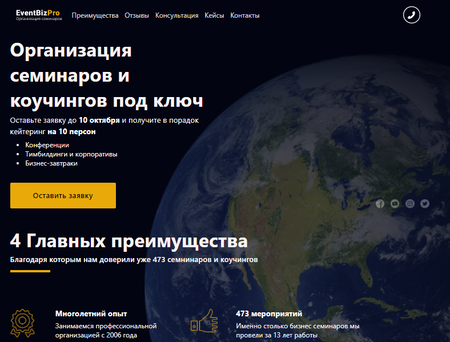 EventBizPro
Организация семинаров
Преимущества Отзывы Консультация Кейсы Контакты
Организация
семинаров и
коучингов под ключ
Оставьте заявку до 10 октября и получите в порадок
кейтеринг на 10 персон
Конференции
Тимбилдинги и корпоративы
Бизнес-завтраки
Оставить заявку
4 Главных преимущества
Благодаря которым нам доверили уже 473 семнинаров и коучингов
Многолетний опыт
Занимаемся профессиональной
организацией с 2006 года
473 мероприятий
Именно столько бизнес семинаров мы
провели за 13 лет работы